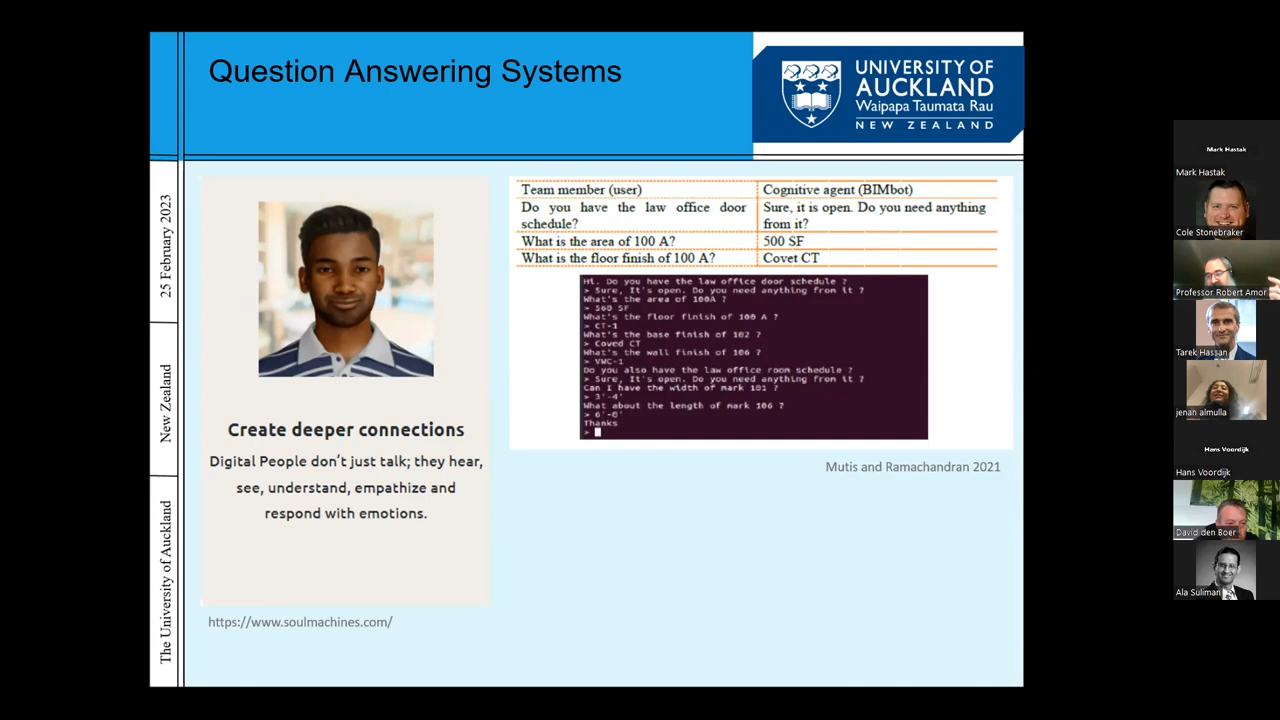 Question Answering Systems
UNIVERSITY OF
AUCKLAND
Waipapa Taumata Rau
NEW ZEALAND
25 February 2023
New Zealand
The University of Auckland
Create deeper connections
Digital People don't just talk; they hear,
see, understand, empathize and
respond with emotions.
https://www.soulmachines.com/
Team member (user) Cognitive agent (BIMbot)
Do you have the law office door Sure, it is open. Do you need anything
schedule? from it?
What is the area of 100 A? 500 SF
What is the floor finish of 100 A? Covet CT
Hi. Do you have the law office door schedule ?
> Sure, It's open. Do you need anything from it ?
What's the area of 100A ?
> 560 SF
What's the floor finish of 100 A ?
> CT-1
What's the base finish of 102 ?
> Coved CT
What's the wall finish of 106 ?
> VWC-1
Do you also have the law office room schedule ?
> Sure, It's open. Do you need anything from it ?
Can I have the width of mark 101 ?
> 3'-4'
What about the length of mark 106 ?
> 6'-0'
Thanks
>
Mutis and Ramachandran 2021
Mark Hastak
Mark Hastak
Cole Stonebraker
Professor Robert Amor
Tarek Hassan
jenan almulla
Hans Voordijk
Hans Voordijk
David den Boer
Ala Suliman